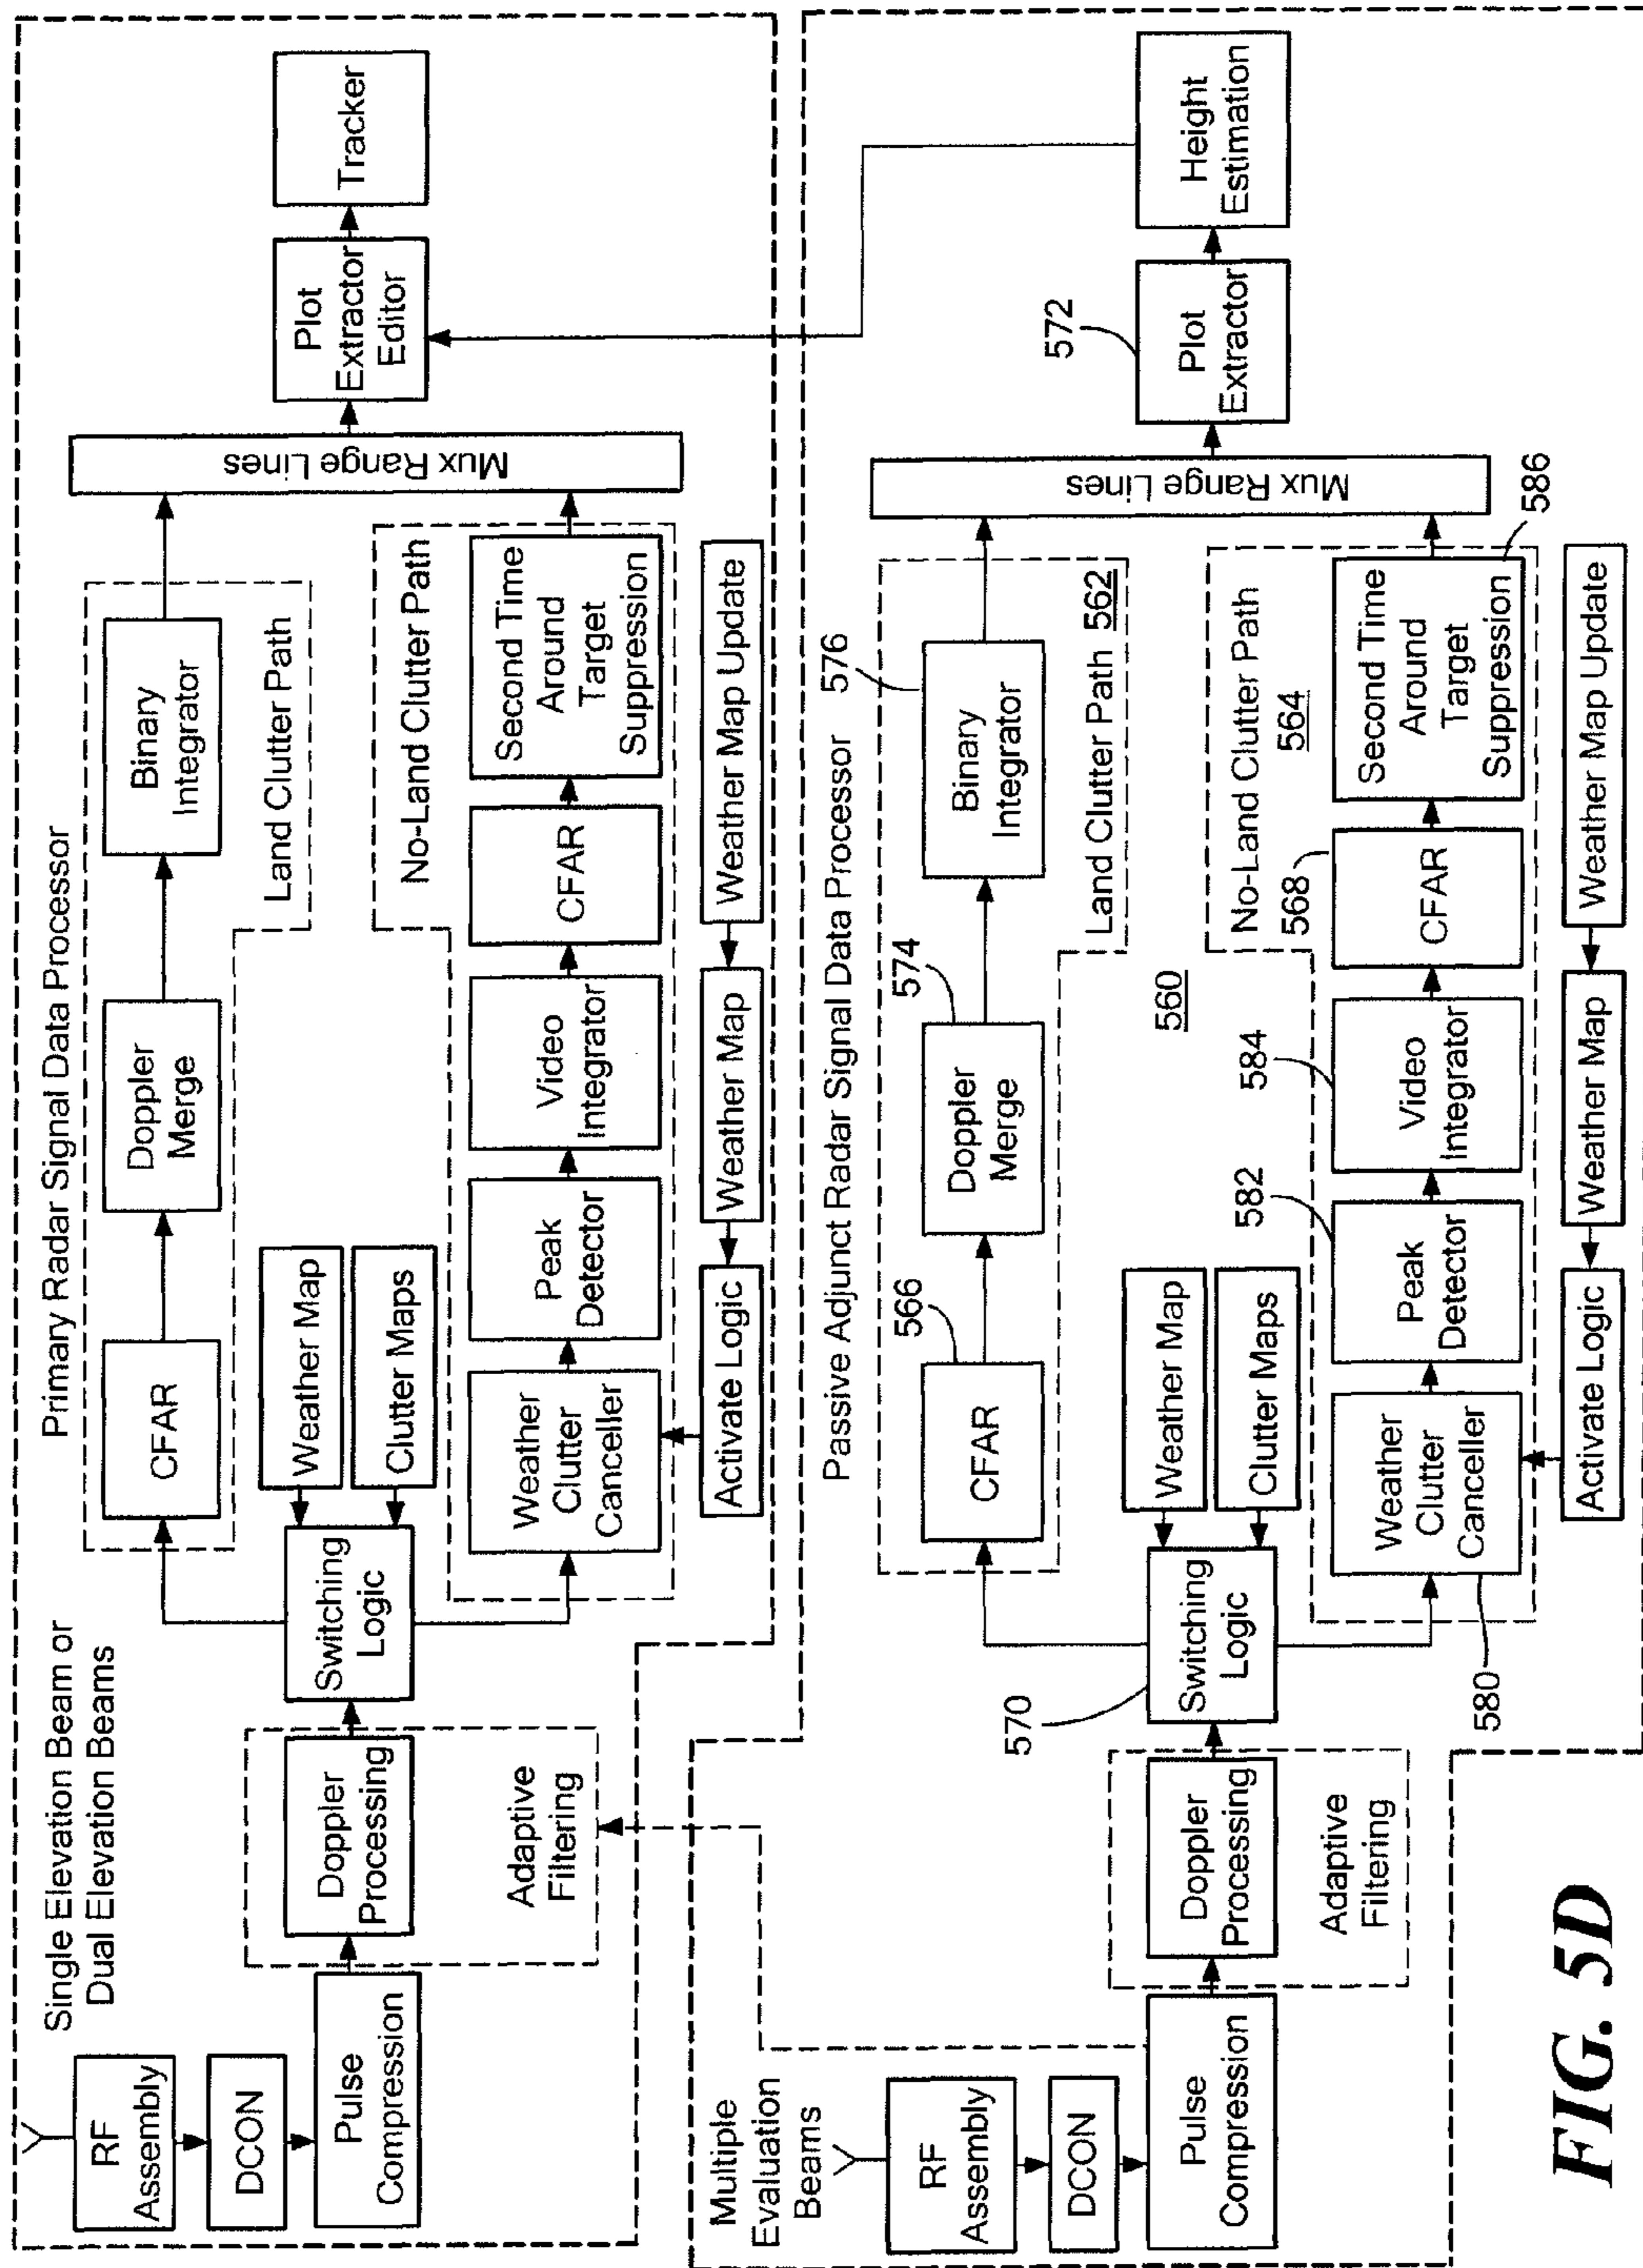 Single Elevation Beam or
Dual Elevation Beams
Primary Radar Signal Data Processor
RF
Assembly
DCON
Pulse
Compression
Doppler
Processing
Adaptive
Filtering
Switching
Logic
Weather Map
Clutter Maps
CFAR
Doppler
Merge
Binary
Integrator
Land Clutter Path
No-Land Clutter Path
Weather
Clutter
Canceller
Peak
Detector
Video
Integrator
CFAR
Second Time
Around
Target
Suppression
Activate Logic
Weather Map
Weather Map Update
Mux Range Lines
Plot
Extractor
Editor
Tracker
Multiple
Evaluation
Beams
Passive Adjunct Radar Signal Data Processor
RF
Assembly
DCON
Pulse
Compression
Doppler
Processing
Adaptive
Filtering
570
Switching
Logic
Weather Map
Clutter Maps
566
CFAR
574
Doppler
Merge
576
Binary
Integrator
Land Clutter Path 562
560
No-Land Clutter Path
564
580
Weather
Clutter
Canceller
582
Peak
Detector
584
Video
Integrator
568
CFAR
Second Time
Around
Target
Suppression
586
Activate Logic
Weather Map
Weather Map Update
Mux Range Lines
572
Plot
Extractor
Height
Estimation
FIG. 5D